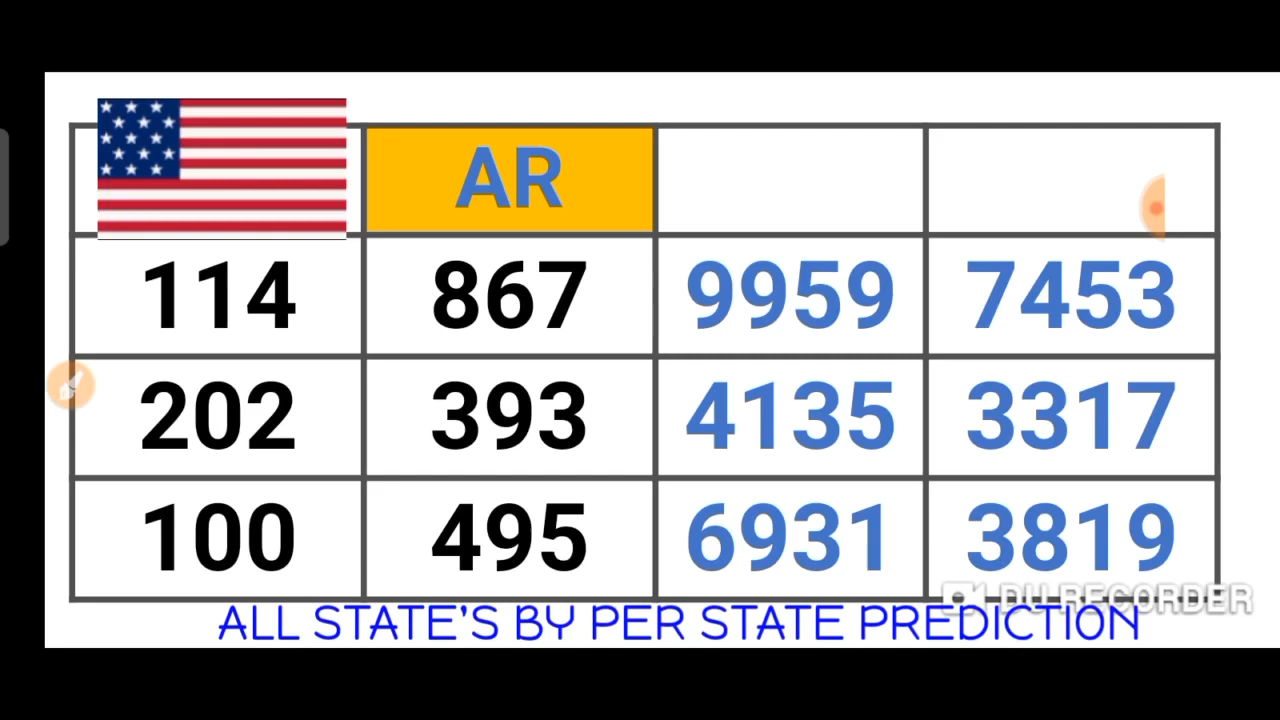 AR
114 867 9959 7453
202 393 4135 3317
100 495 6931 3819
DU RECORDER
ALL STATE'S BY PER STATE PREDICTION